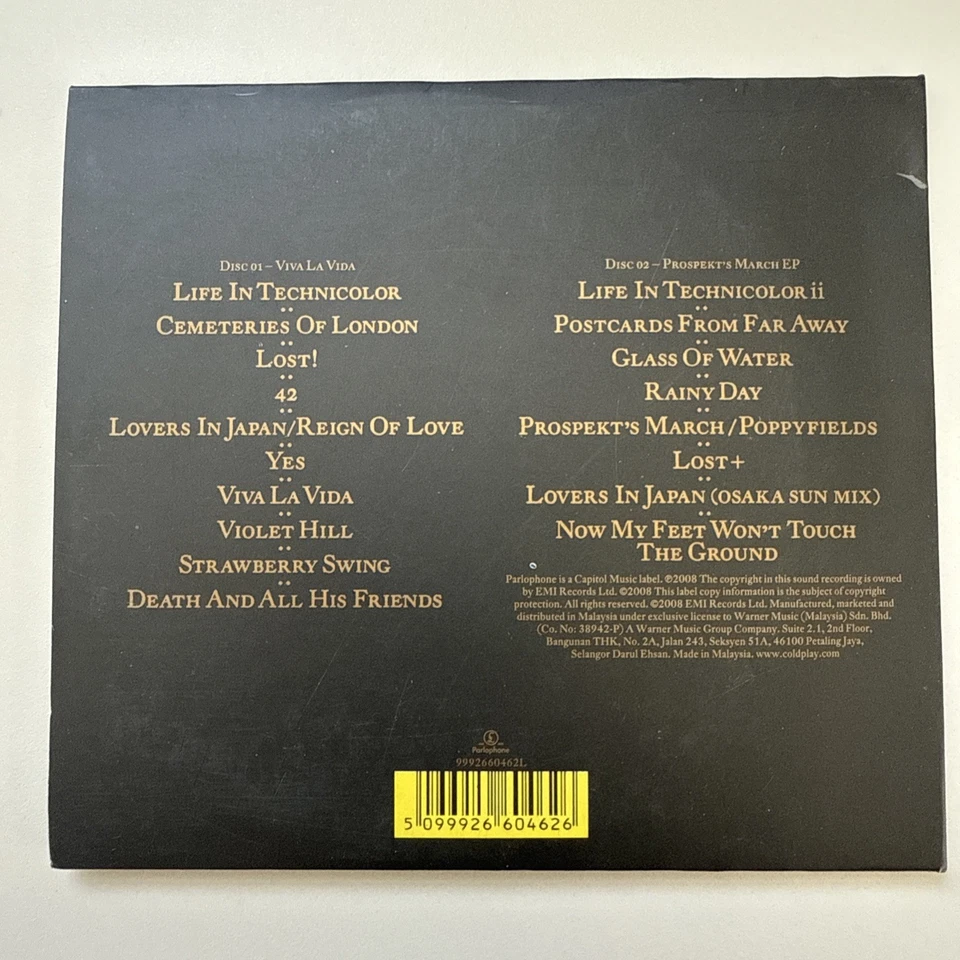 Disc 01 – Viva La Vida
Life In Technicolor
Cemeteries Of London
Lost!
42
Lovers In Japan/Reign Of Love
Yes
Viva La Vida
Violet Hill
Strawberry Swing
Death And All His Friends
Disc 02 – Prospekt's March EP
Life In Technicolor ii
Postcards From Far Away
Glass Of Water
Rainy Day
Prospekt's March/Poppyfields
Lost+
Lovers In Japan (Osaka Sun Mix)
Now My Feet Won't Touch
The Ground
Parlophone is a Capitol Music label. ℗2008 The copyright in this sound recording is owned
by EMI Records Ltd. ©2008 This label copy information is the subject of copyright
protection. All rights reserved. ©2008 EMI Records Ltd. Manufactured, marketed and
distributed in Malaysia under exclusive license to Warner Music (Malaysia) Sdn. Bhd.
(Co. No: 38942-P) A Warner Music Group Company. Suite 2.1, 2nd Floor,
Bangunan THK, No. 2A, Jalan 243, Seksyen 51A, 46100 Petaling Jaya,
Selangor Darul Ehsan. Made in Malaysia. www.coldplay.com
£
Parlophone
9992660462L
5 099926 604626